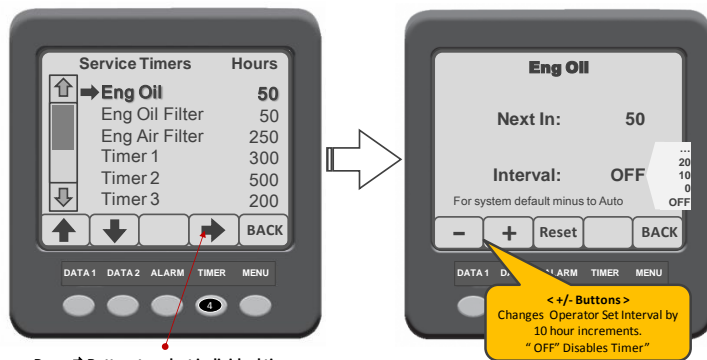 Service Timers Hours
Eng Oil 50
Eng Oil Filter 50
Eng Air Filter 250
Timer 1 300
Timer 2 500
Timer 3 200
BACK
DATA 1 DATA 2 ALARM TIMER MENU
4
Eng OIl
Next In: 50
Interval: OFF
...
20
10
0
OFF
For system default minus to Auto
− + Reset BACK
DATA 1 ALARM TIMER MENU
< +/- Buttons >
Changes Operator Set Interval by
10 hour increments.
“ OFF” Disables Timer”